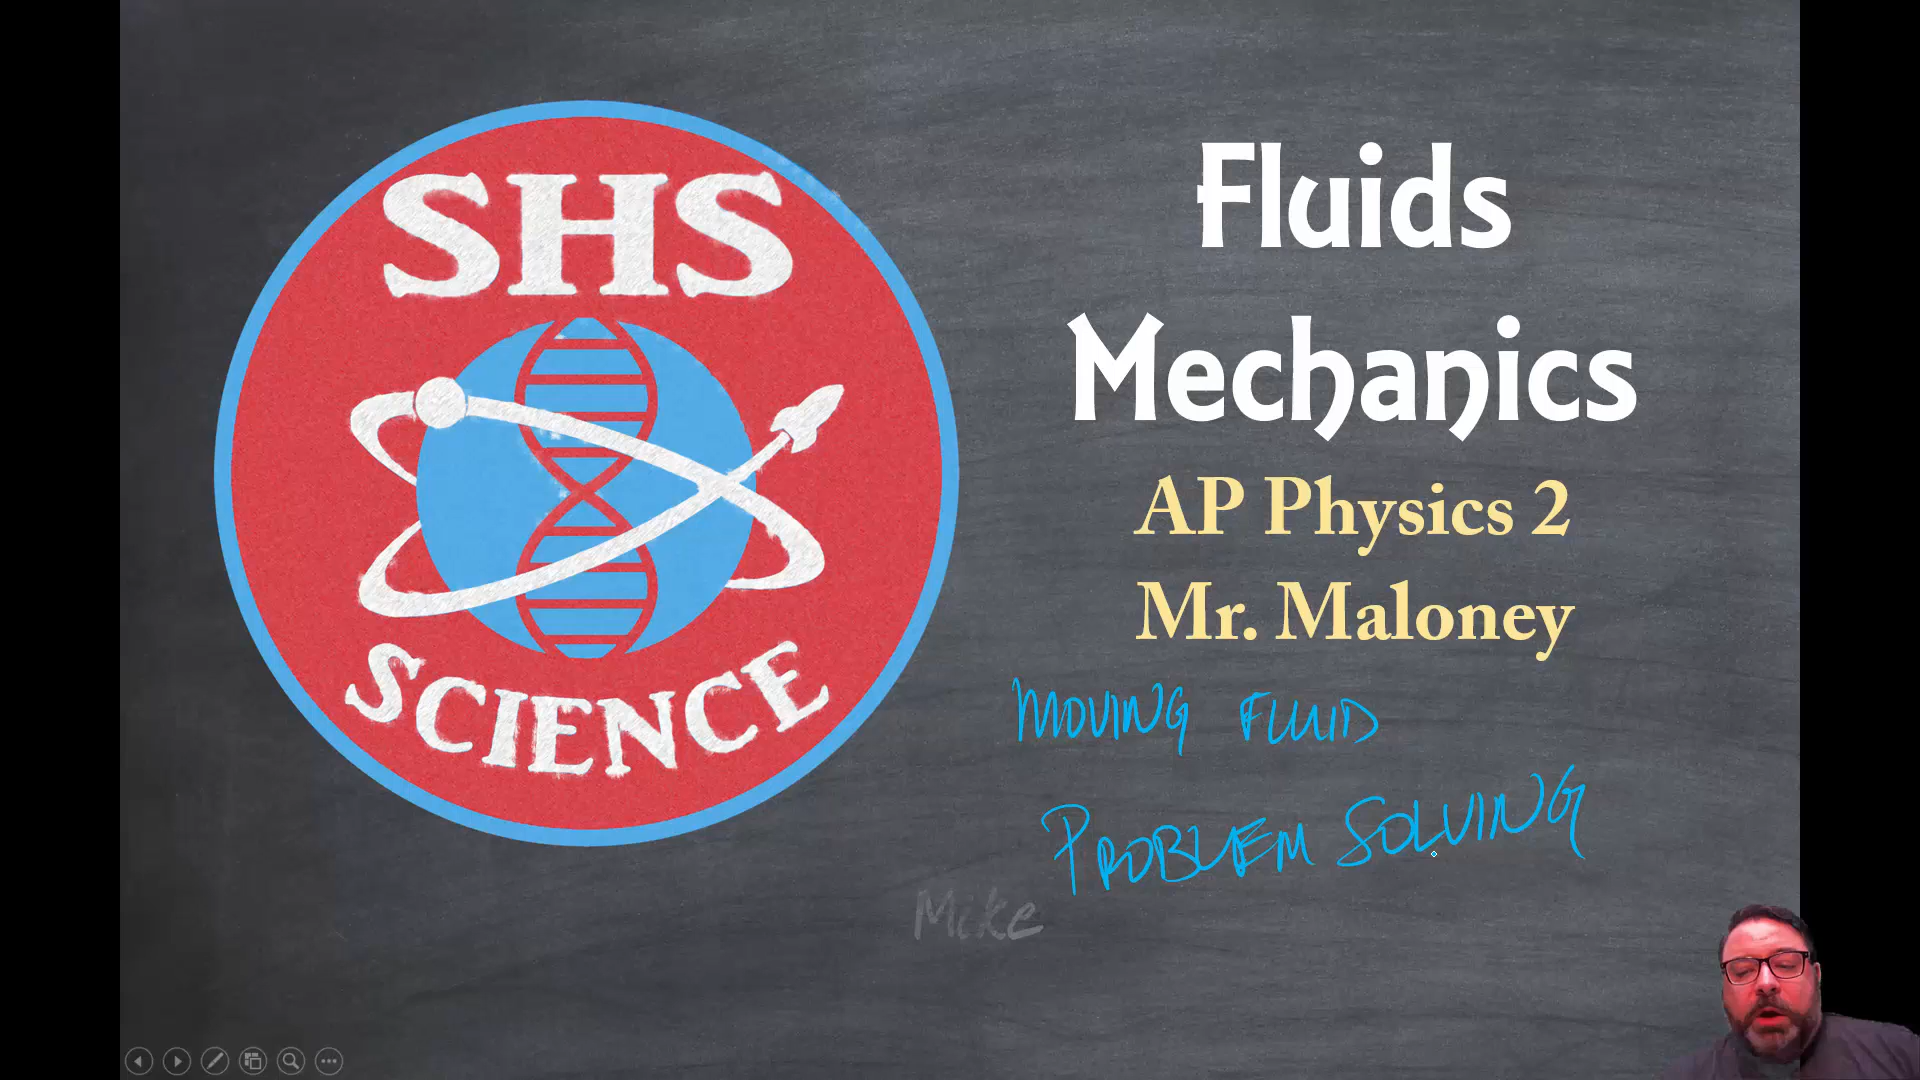 SHS
SCIENCE
Fluids
Mechanics
AP Physics 2
Mr. Maloney
MOVING FLUID
PROBLEM SOLVING
Mike